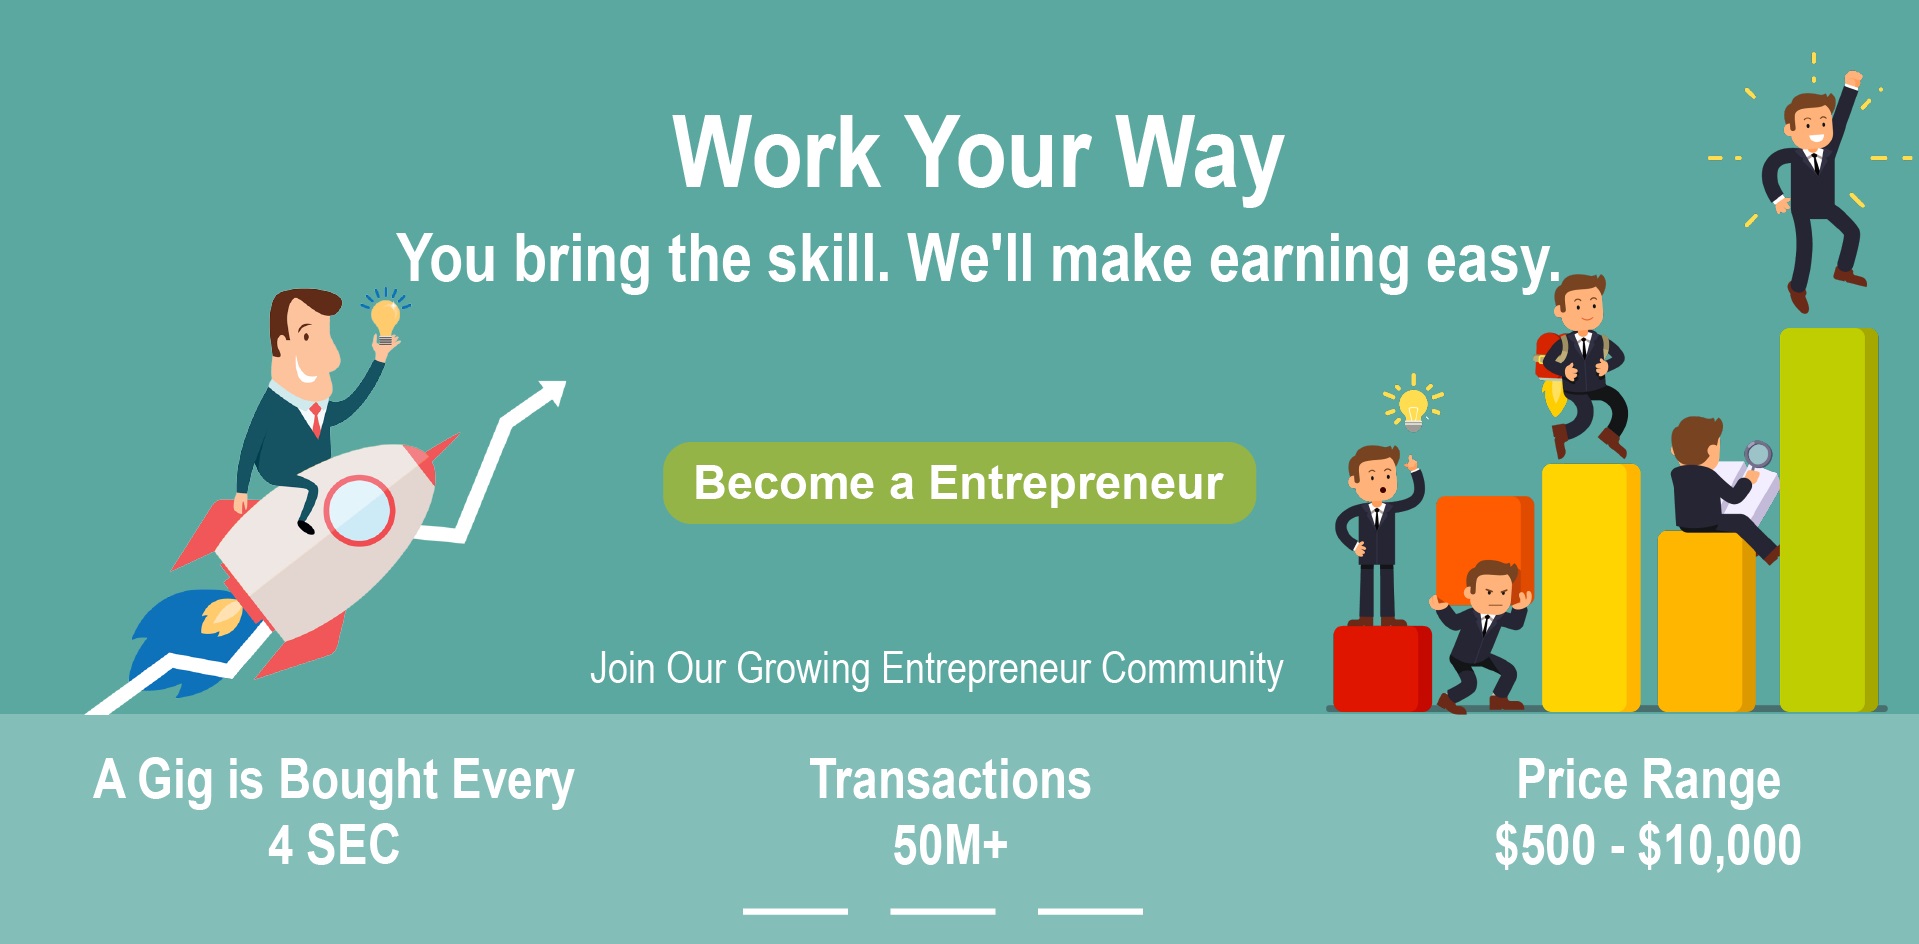 Work Your Way
You bring the skill. We'll make earning easy.
Become a Entrepreneur
Join Our Growing Entrepreneur Community
A Gig is Bought Every
4 SEC
Transactions
50M+
Price Range
$500 - $10,000